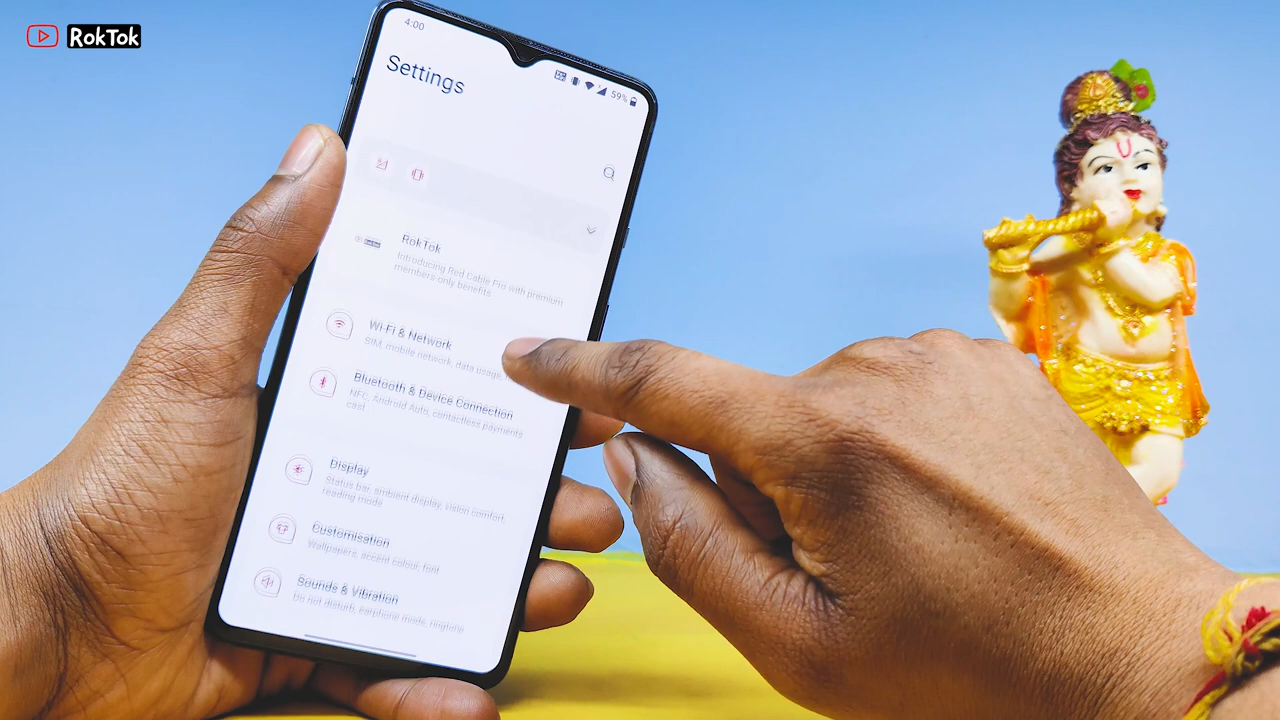 RokTok
4:00
59%
Settings
RokTok
Introducing Red Cable Pro with premium
members-only benefits
Wi-Fi & Network
SIM, mobile network, data usage,
Bluetooth & Device Connection
NFC, Android Auto, contactless payments
cast
Display
Status bar, ambient display, vision comfort,
reading mode
Customisation
Wallpapers, accent colour, font
Sounds & Vibration
Do not disturb, earphone mode, ringtone